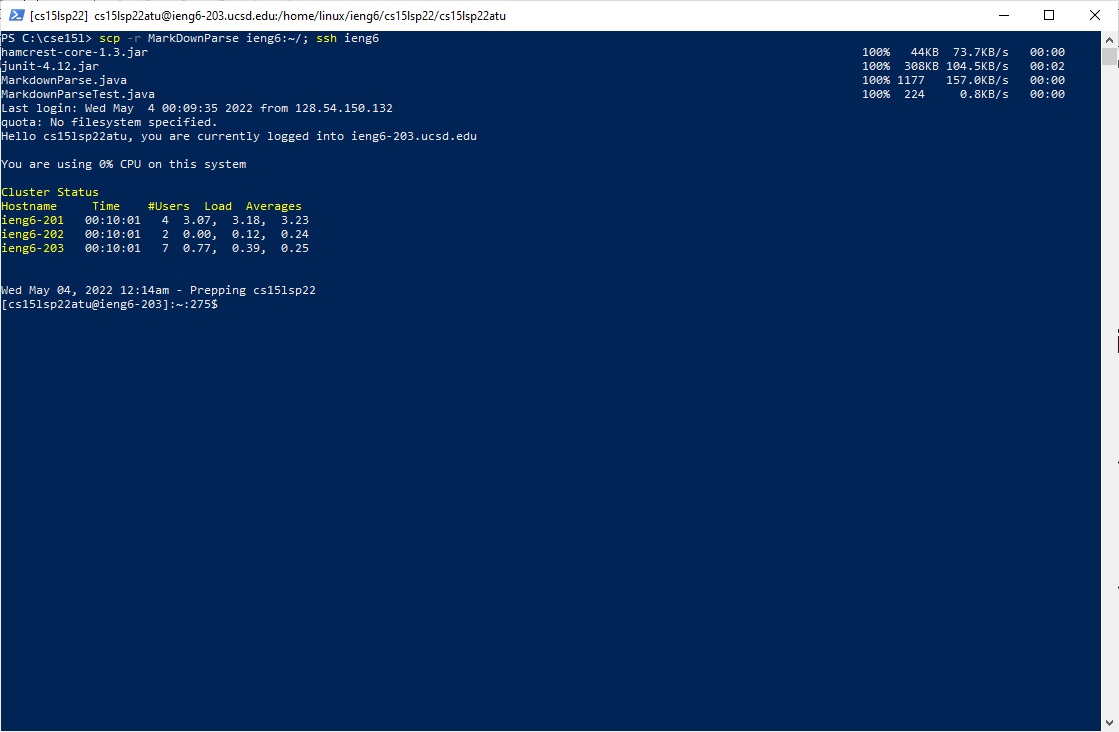 [cs15lsp22] cs15lsp22atu@ieng6-203.ucsd.edu:/home/linux/ieng6/cs15lsp22/cs15lsp22atu
PS C:\cse15l> scp -r MarkDownParse ieng6:~/; ssh ieng6
hamcrest-core-1.3.jar 100% 44KB 73.7KB/s 00:00
junit-4.12.jar 100% 308KB 104.5KB/s 00:02
MarkdownParse.java 100% 1177 157.0KB/s 00:00
MarkdownParseTest.java 100% 224 0.8KB/s 00:00
Last login: Wed May  4 00:09:35 2022 from 128.54.150.132
quota: No filesystem specified.
Hello cs15lsp22atu, you are currently logged into ieng6-203.ucsd.edu
You are using 0% CPU on this system
Cluster Status
Hostname Time #Users Load Averages
ieng6-201 00:10:01 4 3.07, 3.18, 3.23
ieng6-202 00:10:01 2 0.00, 0.12, 0.24
ieng6-203 00:10:01 7 0.77, 0.39, 0.25
Wed May 04, 2022 12:14am - Prepping cs15lsp22
[cs15lsp22atu@ieng6-203]:~:275$